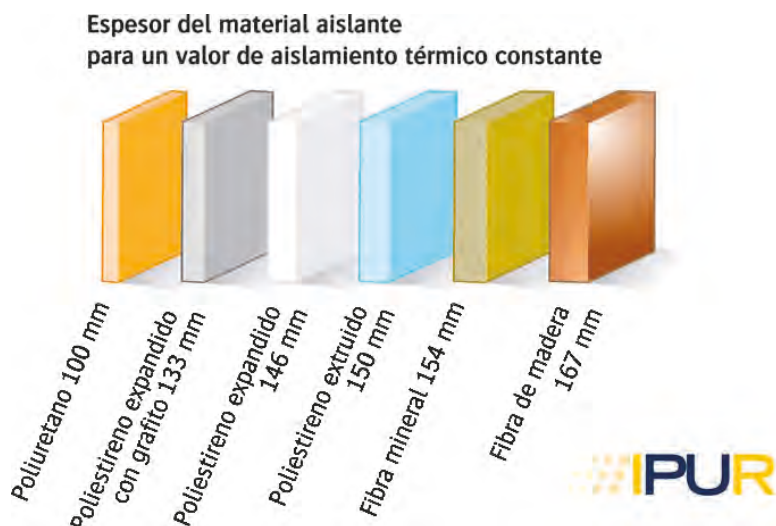 Espesor del material aislante
para un valor de aislamiento térmico constante
Poliuretano 100 mm
Poliestireno expandido
con grafito 133 mm
Poliestireno expandido
146 mm
Poliestireno extruido
150 mm
Fibra mineral 154 mm
Fibra de madera
167 mm
IPUR